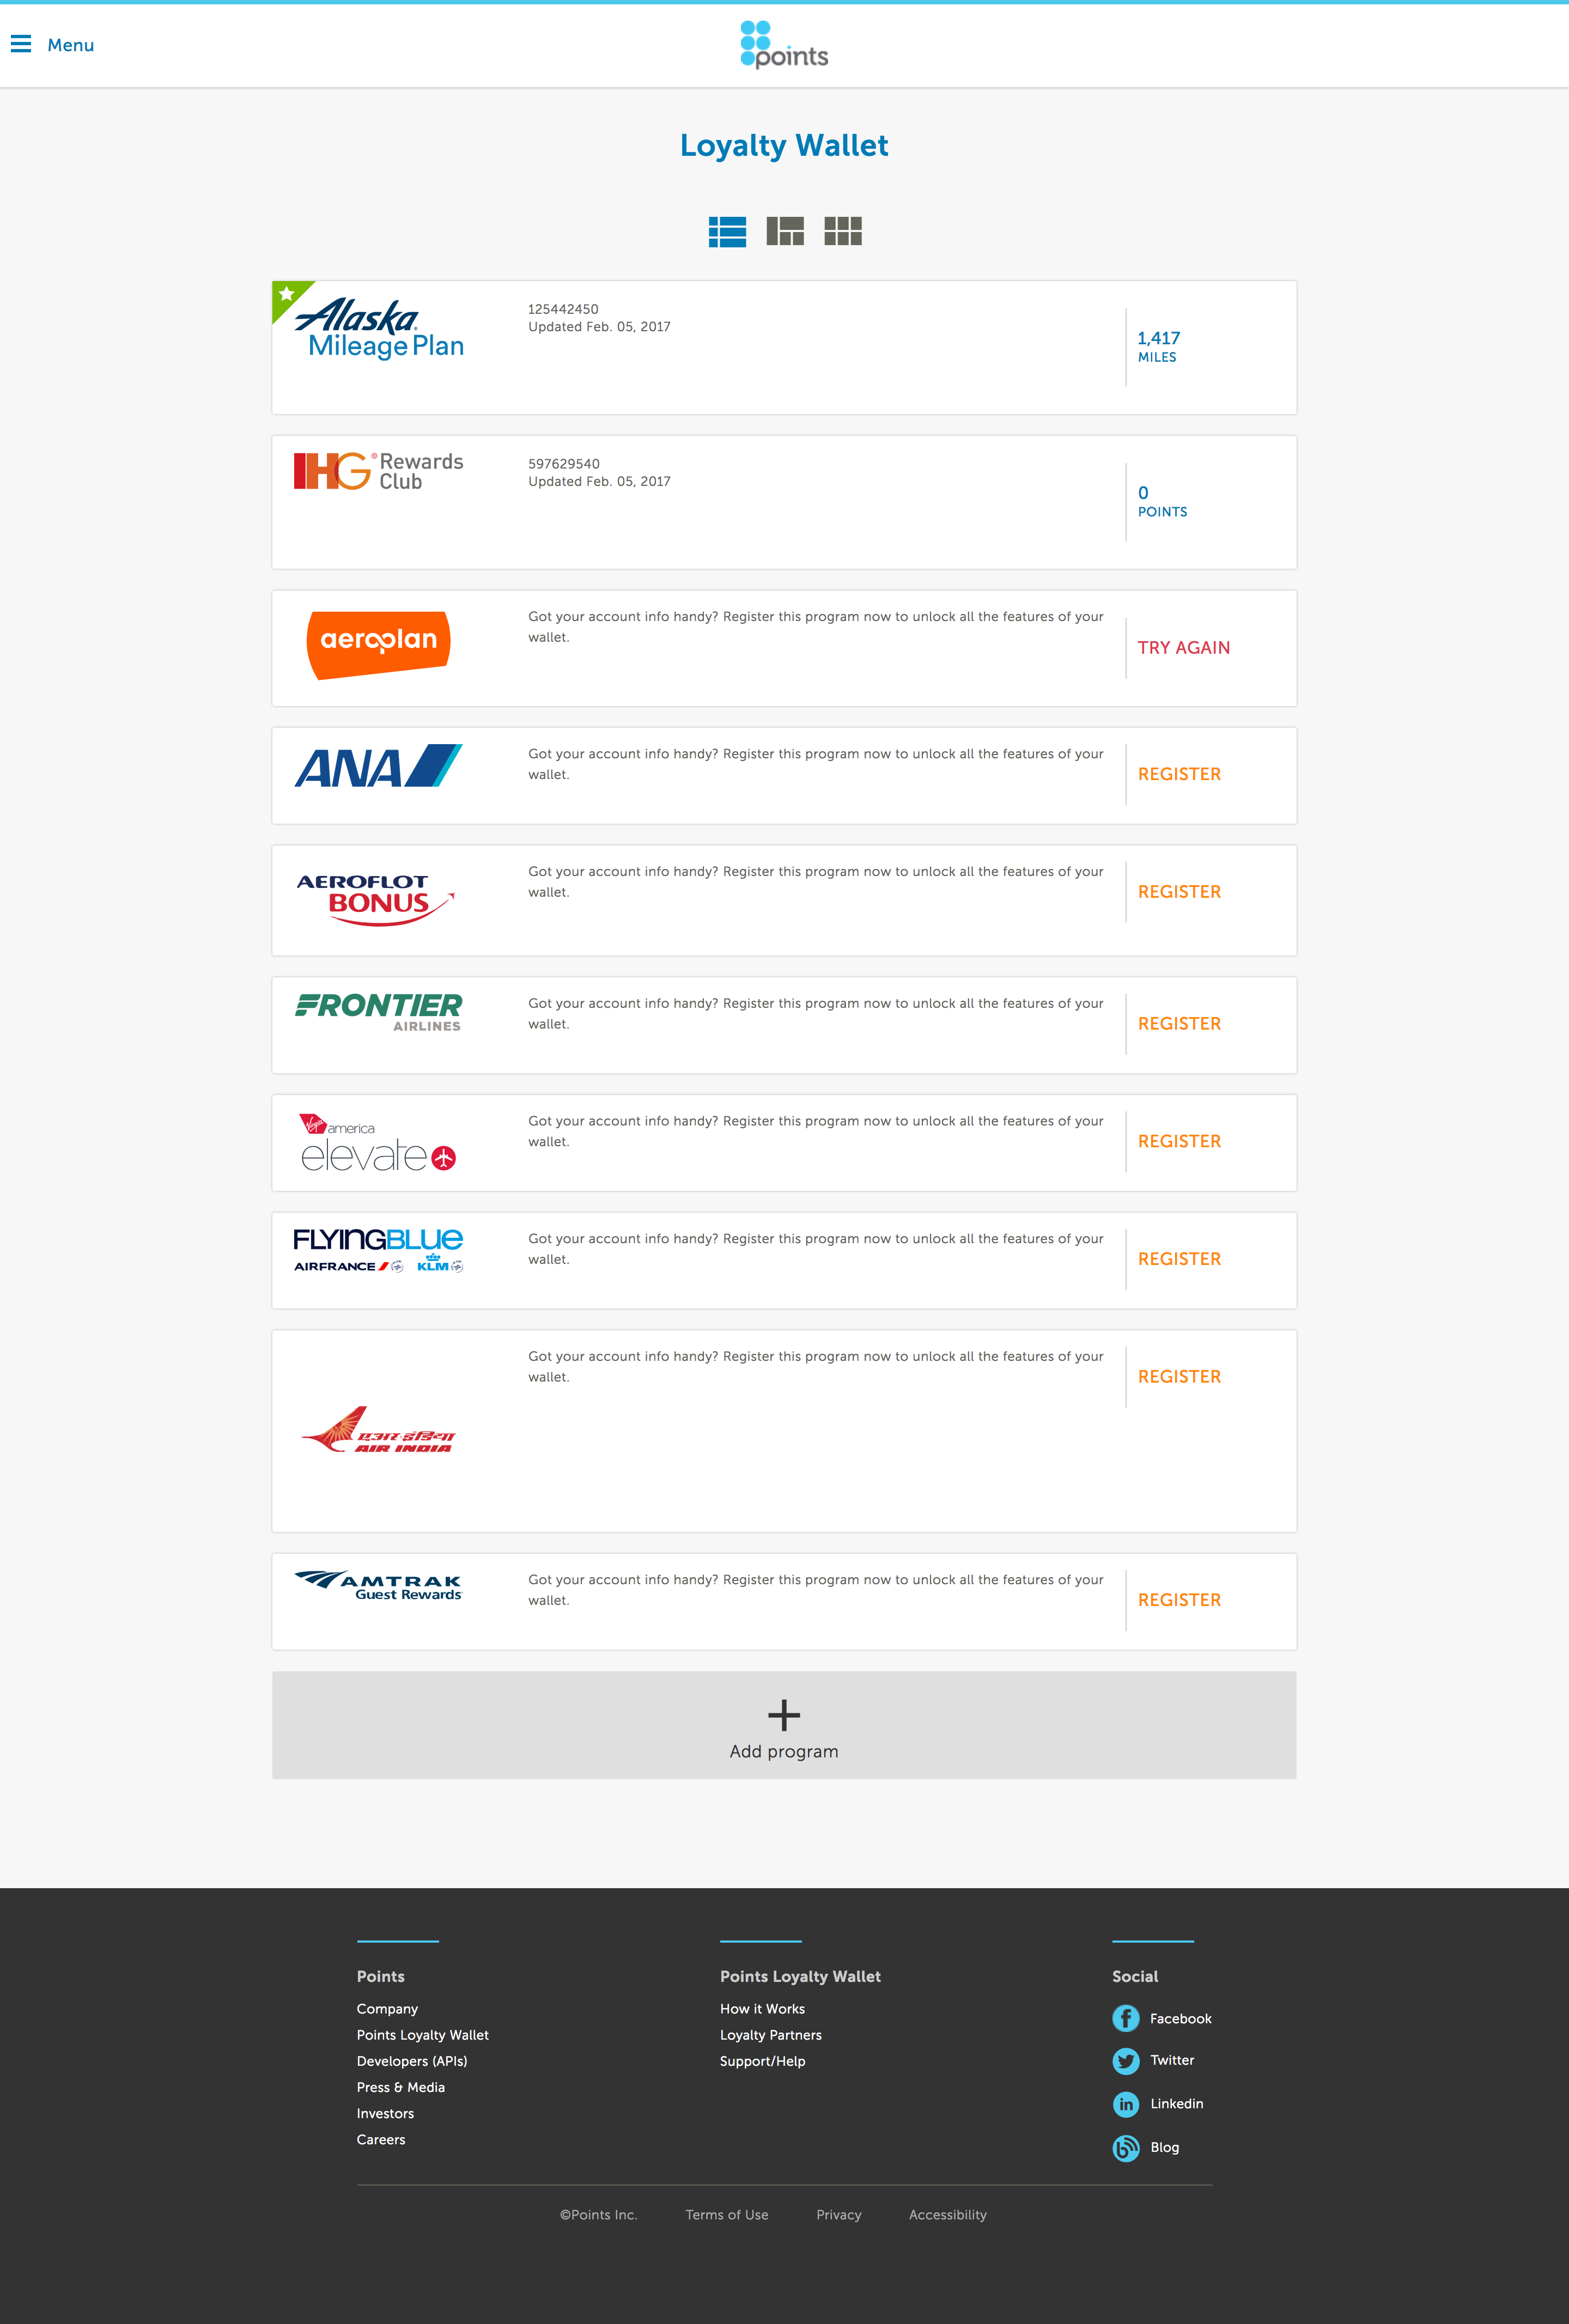 Menu
points
Loyalty Wallet
Alaska
Mileage Plan
125442450
Updated Feb. 05, 2017
1,417
MILES
IHG® Rewards
Club
597629540
Updated Feb. 05, 2017
0
POINTS
aeroplan
Got your account info handy? Register this program now to unlock all the features of your
wallet.
TRY AGAIN
ANA
Got your account info handy? Register this program now to unlock all the features of your
wallet.
REGISTER
AEROFLOT
BONUS
Got your account info handy? Register this program now to unlock all the features of your
wallet.
REGISTER
FRONTIER
AIRLINES
Got your account info handy? Register this program now to unlock all the features of your
wallet.
REGISTER
Virgin america
elevate
Got your account info handy? Register this program now to unlock all the features of your
wallet.
REGISTER
FLYINGBLUE
AIRFRANCE KLM
Got your account info handy? Register this program now to unlock all the features of your
wallet.
REGISTER
Got your account info handy? Register this program now to unlock all the features of your
wallet.
REGISTER
एअर इंडिया
AIR INDIA
AMTRAK
Guest Rewards
Got your account info handy? Register this program now to unlock all the features of your
wallet.
REGISTER
Add program
Points
Company
Points Loyalty Wallet
Developers (APIs)
Press & Media
Investors
Careers
Points Loyalty Wallet
How it Works
Loyalty Partners
Support/Help
Social
Facebook
Twitter
Linkedin
Blog
©Points Inc. Terms of Use Privacy Accessibility